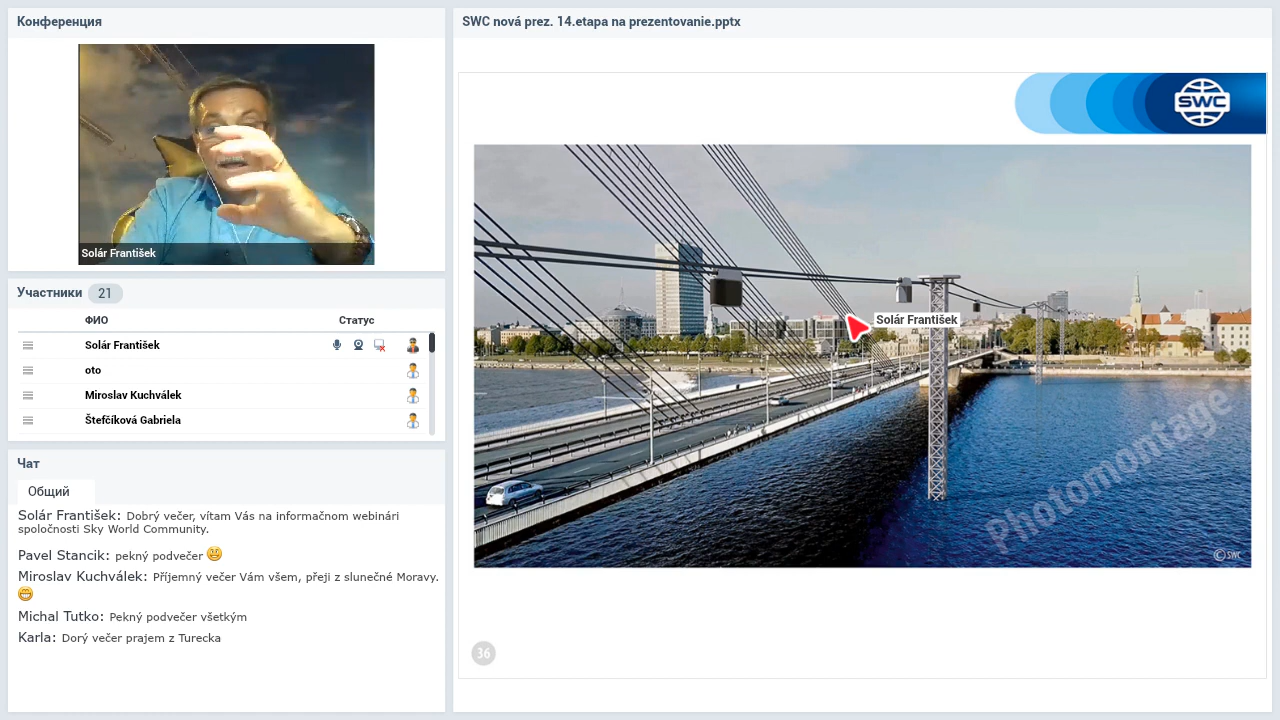 Конференция
Solár František
Участники 21
ФИО Статус
Solár František
oto
Miroslav Kuchválek
Štefčíková Gabriela
Чат
Общий
Solár František: Dobrý večer, vítam Vás na informačnom webinári
spoločnosti Sky World Community.
Pavel Stancik: pekný podvečer
Miroslav Kuchválek: Příjemný večer Vám všem, přeji z slunečné Moravy.
Michal Tutko: Pekný podvečer všetkým
Karla: Dorý večer prajem z Turecka
SWC nová prez. 14.etapa na prezentovanie.pptx
SWC
Solár František
Photomontage
© SWC
36